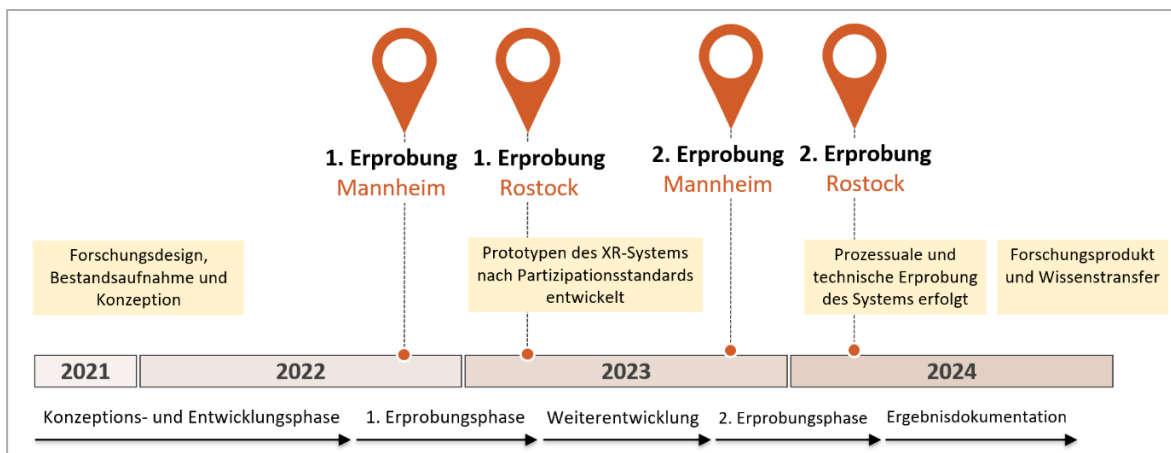 1. Erprobung
Mannheim
1. Erprobung
Rostock
2. Erprobung
Mannheim
2. Erprobung
Rostock
Forschungsdesign,
Bestandsaufnahme und
Konzeption
Prototypen des XR-Systems
nach Partizipationsstandards
entwickelt
Prozessuale und
technische Erprobung
des Systems erfolgt
Forschungsprodukt
und Wissenstransfer
2021
2022
2023
2024
Konzeptions- und Entwicklungsphase
1. Erprobungsphase
Weiterentwicklung
2. Erprobungsphase
Ergebnisdokumentation